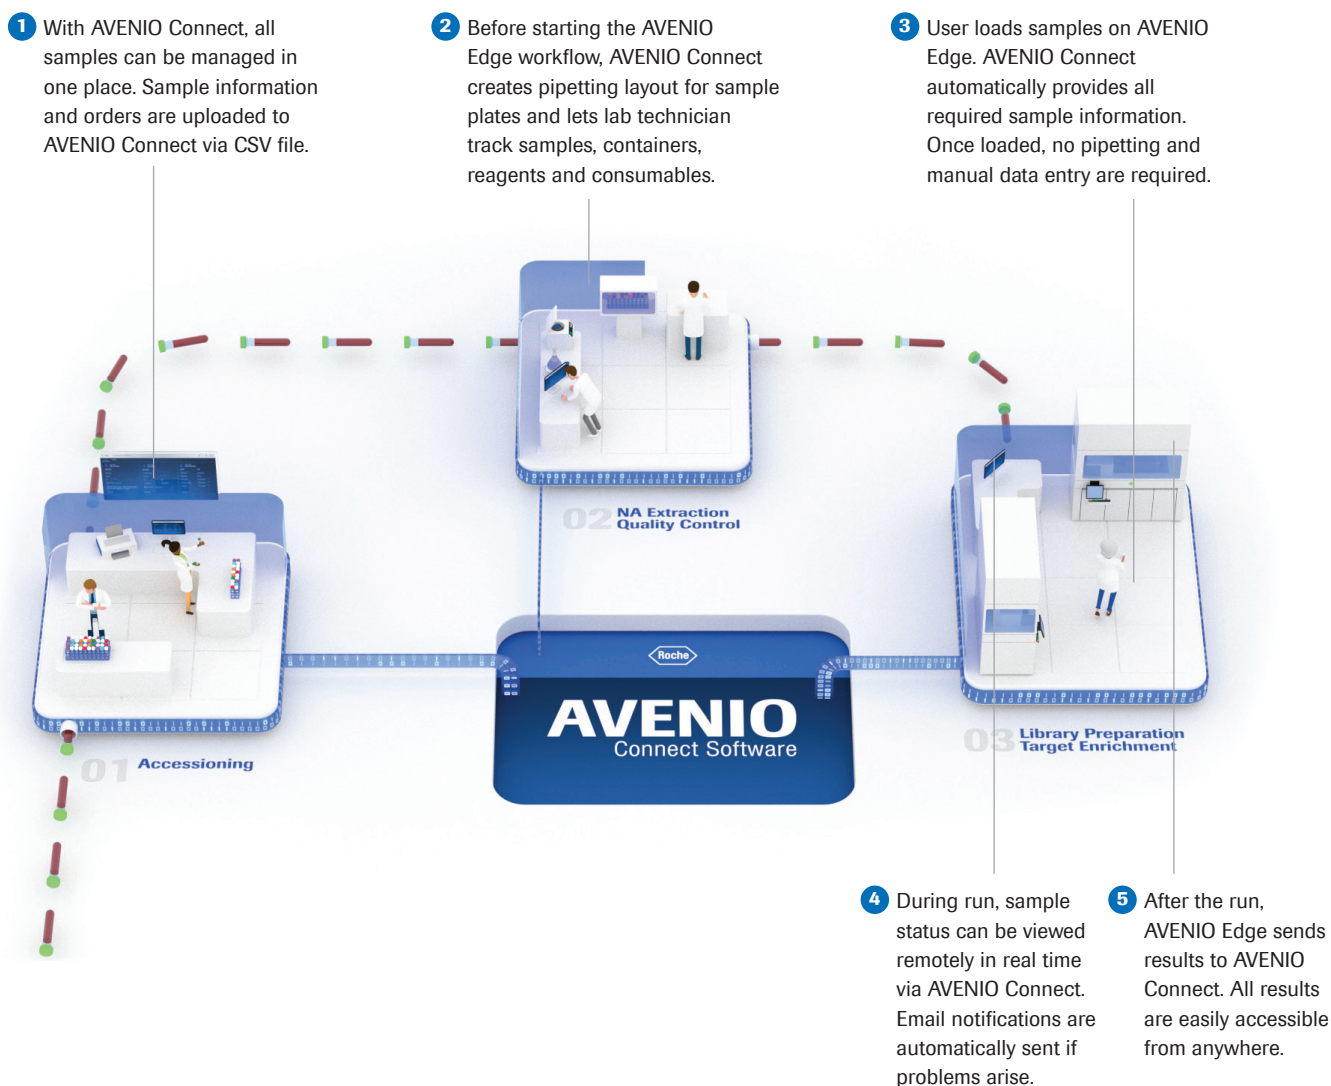 1 With AVENIO Connect, all
samples can be managed in
one place. Sample information
and orders are uploaded to
AVENIO Connect via CSV file.
2 Before starting the AVENIO
Edge workflow, AVENIO Connect
creates pipetting layout for sample
plates and lets lab technician
track samples, containers,
reagents and consumables.
3 User loads samples on AVENIO
Edge. AVENIO Connect
automatically provides all
required sample information.
Once loaded, no pipetting and
manual data entry are required.
02 NA Extraction
Quality Control
Roche
AVENIO
Connect Software
01 Accessioning
03 Library Preparation
Target Enrichment
4 During run, sample
status can be viewed
remotely in real time
via AVENIO Connect.
Email notifications are
automatically sent if
problems arise.
5 After the run,
AVENIO Edge sends
results to AVENIO
Connect. All results
are easily accessible
from anywhere.